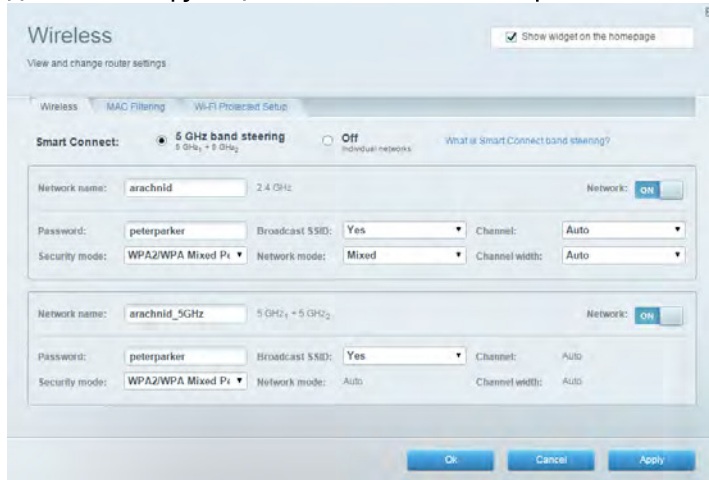 Wireless
Show widget on the homepage
View and change router settings
Wireless MAC Filtering Wi-Fi Protected Setup
Smart Connect: 5 GHz band steering Off What is Smart Connect band steering?
5 GHz1 + 5 GHz2 Individual networks
Network name: arachnid 2.4 GHz Network: ON
Password: peterparker Broadcast SSID: Yes Channel: Auto
Security mode: WPA2/WPA Mixed Pe Network mode: Mixed Channel width: Auto
Network name: arachnid_5GHz 5 GHz1 + 5 GHz2 Network: ON
Password: peterparker Broadcast SSID: Yes Channel: Auto
Security mode: WPA2/WPA Mixed Pe Network mode: Auto Channel width: Auto
Ok Cancel Apply